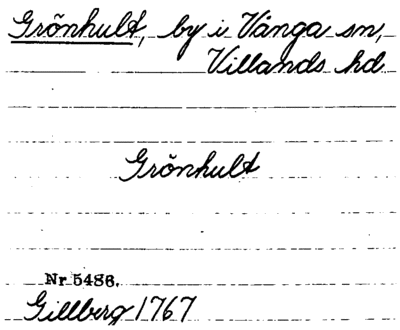 Grönhult, by i Vånga sn,
Villands hd
Grönhult
Nr 5486.
Gillberg 1767